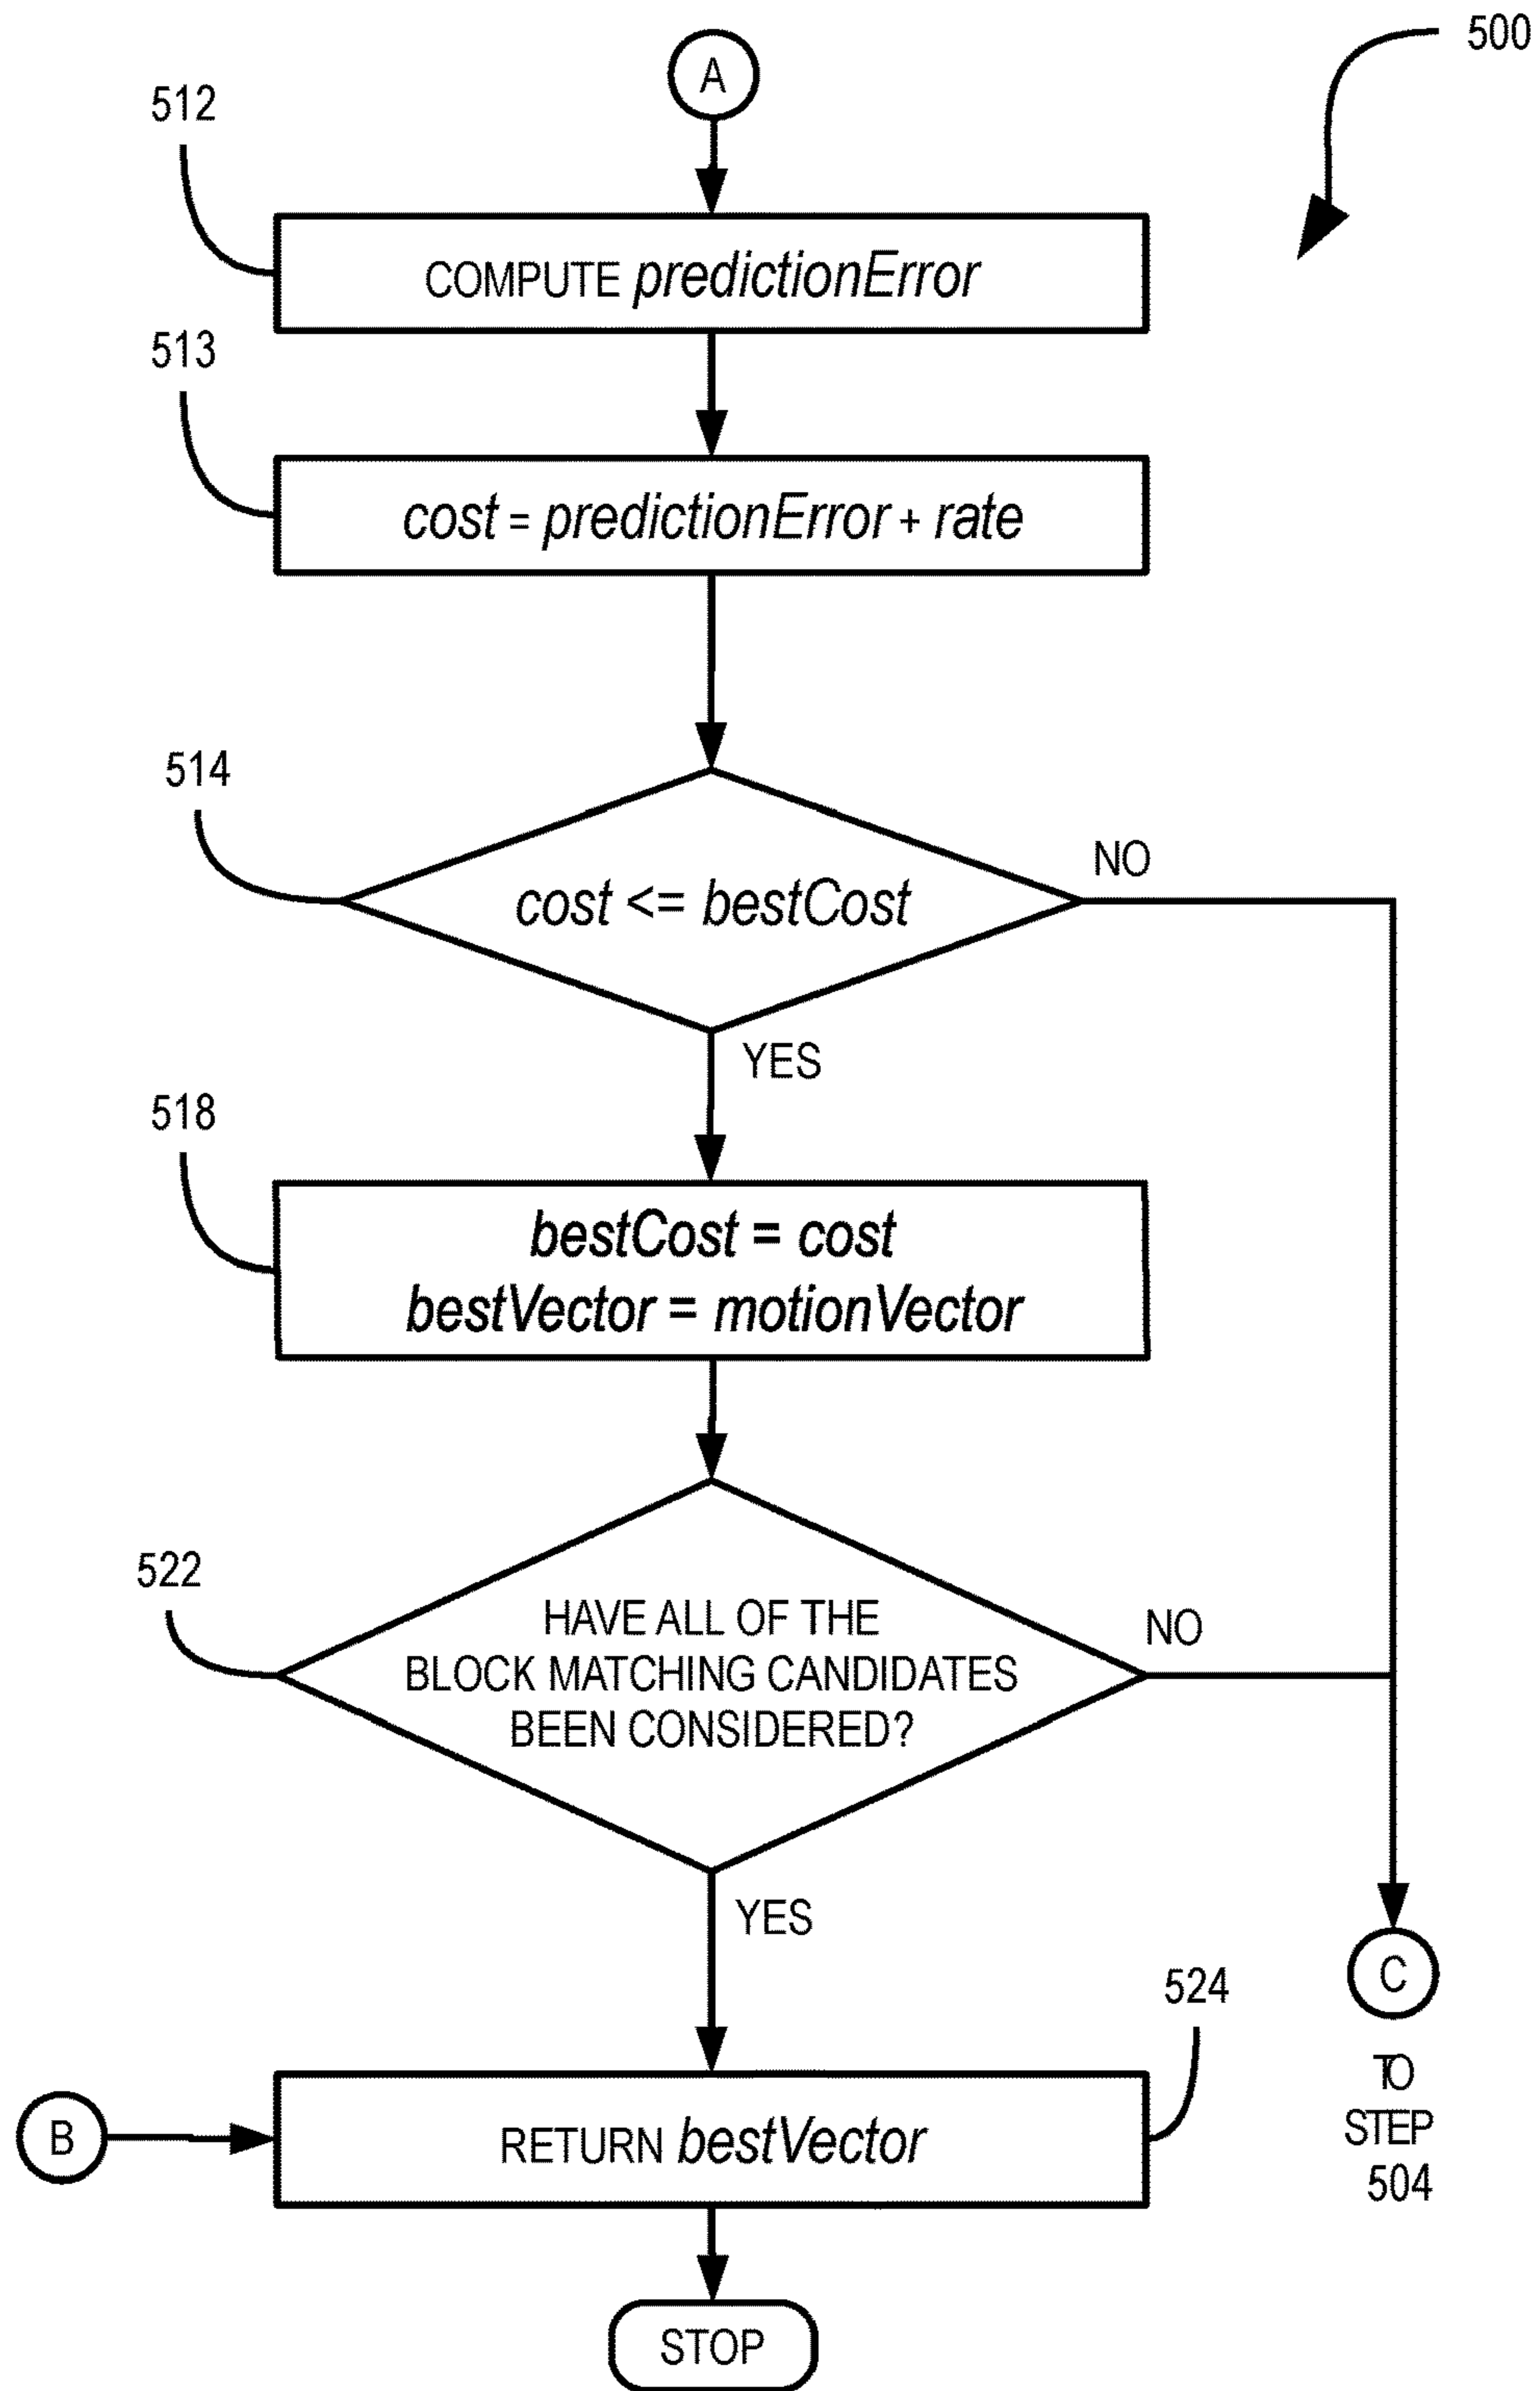 500
A
512
COMPUTE predictionError
513
cost = predictionError + rate
514
cost <= bestCost
NO
YES
518
bestCost = cost
bestVector = motionVector
522
HAVE ALL OF THE
BLOCK MATCHING CANDIDATES
BEEN CONSIDERED?
NO
YES
524
C
TO
STEP
504
B
RETURN bestVector
STOP